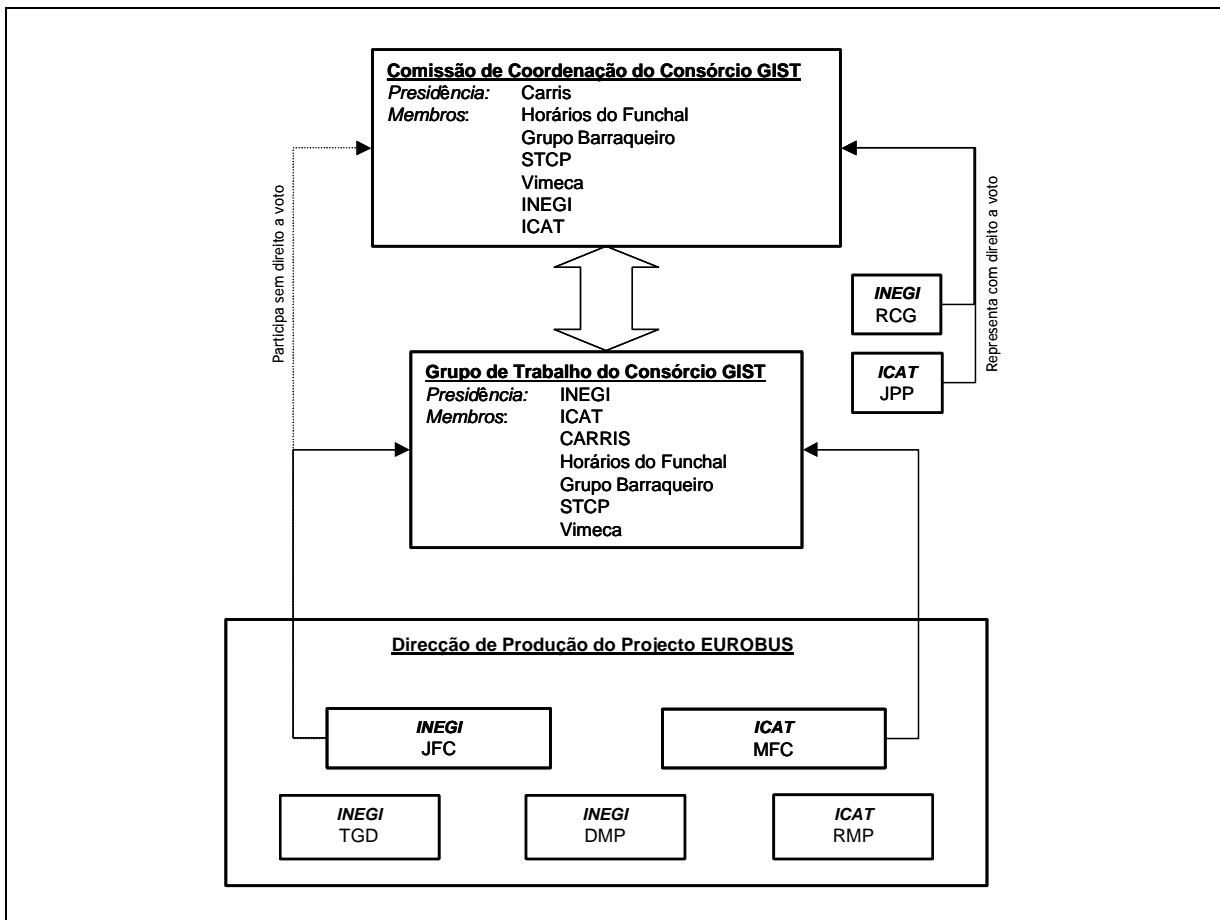 Comissão de Coordenação do Consórcio GIST
Presidência: Carris
Membros: Horários do Funchal
Grupo Barraqueiro
STCP
Vimeca
INEGI
ICAT
Participa sem direito a voto
Representa com direito a voto
INEGI
RCG
ICAT
JPP
Grupo de Trabalho do Consórcio GIST
Presidência: INEGI
Membros: ICAT
CARRIS
Horários do Funchal
Grupo Barraqueiro
STCP
Vimeca
Direcção de Produção do Projecto EUROBUS
INEGI
JFC
ICAT
MFC
INEGI
TGD
INEGI
DMP
ICAT
RMP